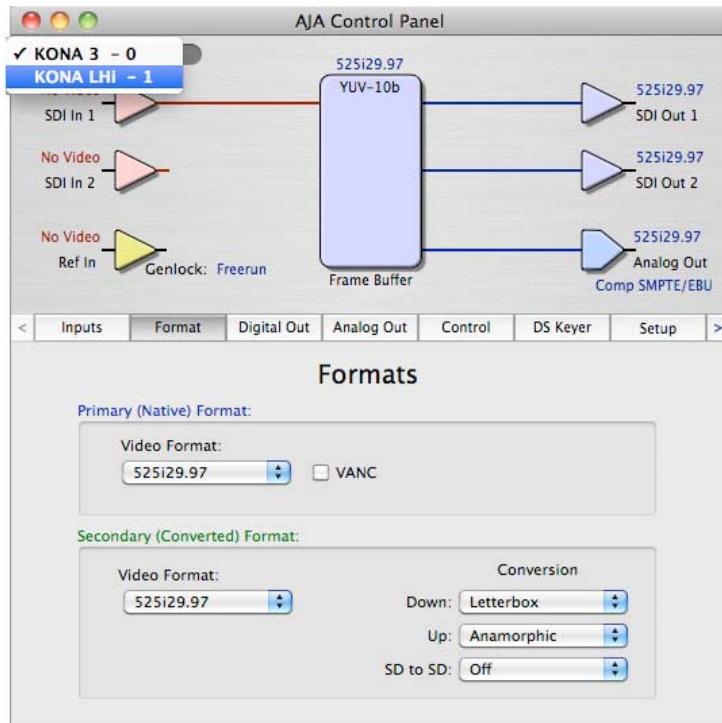 AJA Control Panel
✓ KONA 3 - 0
KONA LHi - 1
525i29.97
YUV-10b
SDI In 1
525i29.97
SDI Out 1
No Video
SDI In 2
525i29.97
SDI Out 2
No Video
Ref In
Genlock: Freerun
Frame Buffer
525i29.97
Analog Out
Comp SMPTE/EBU
< Inputs Format Digital Out Analog Out Control DS Keyer Setup >
Formats
Primary (Native) Format:
Video Format:
525i29.97 VANC
Secondary (Converted) Format:
Video Format:
525i29.97
Conversion
Down: Letterbox
Up: Anamorphic
SD to SD: Off